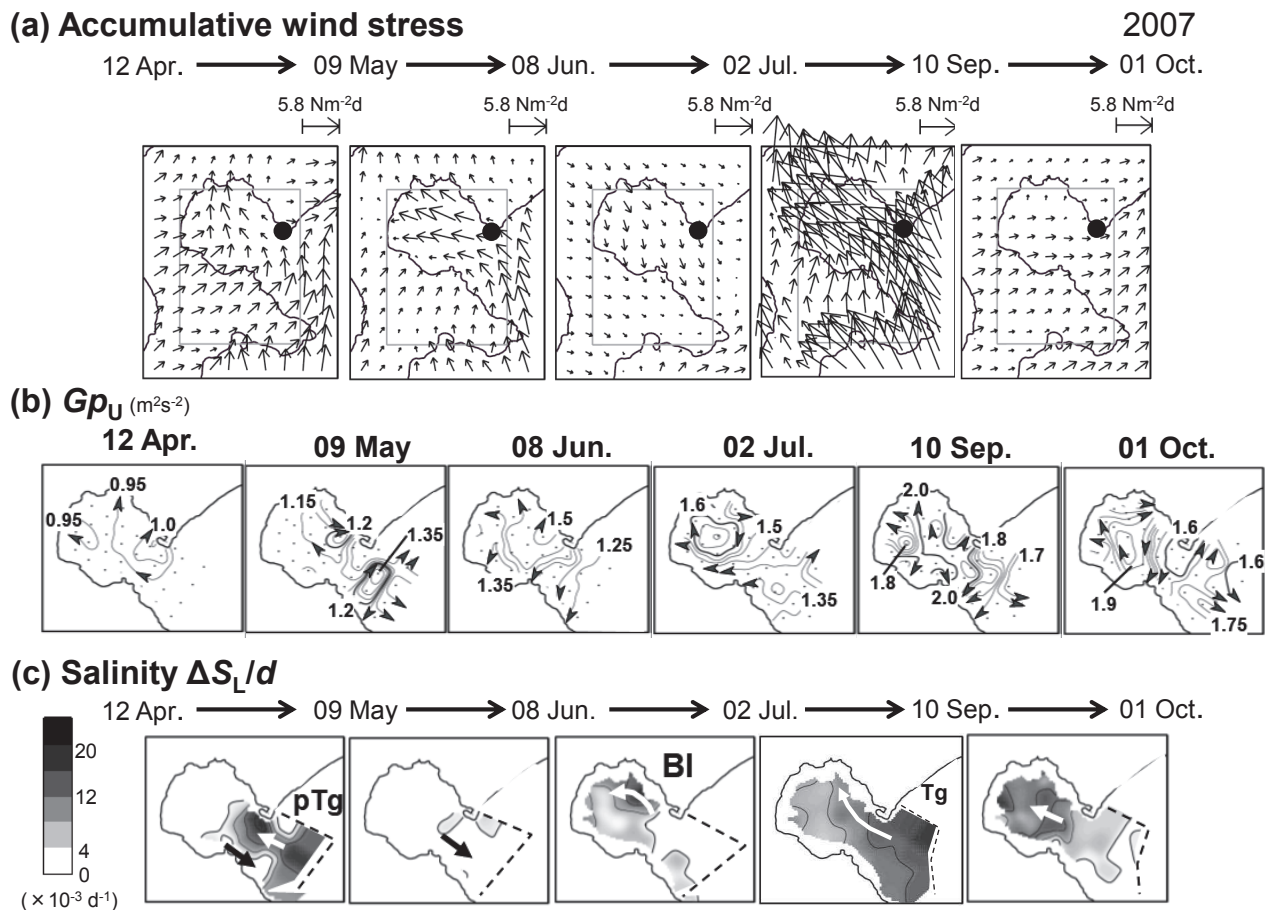 (a) Accumulative wind stress 2007
12 Apr. 09 May 08 Jun. 02 Jul. 10 Sep. 01 Oct.
5.8 Nm⁻²d 5.8 Nm⁻²d 5.8 Nm⁻²d 5.8 Nm⁻²d 5.8 Nm⁻²d
(b) Gp_U (m²s⁻²)
12 Apr. 09 May 08 Jun. 02 Jul. 10 Sep. 01 Oct.
0.95 0.95 1.0
1.15 1.2 1.35 1.2
1.5 1.25 1.35
1.6 1.5 1.35
2.0 1.8 1.7 1.8 2.0
1.6 1.6 1.9 1.75
(c) Salinity ΔS_L/d
12 Apr. 09 May 08 Jun. 02 Jul. 10 Sep. 01 Oct.
20
12
4
0
(× 10⁻³ d⁻¹)
pTg
BI
Tg